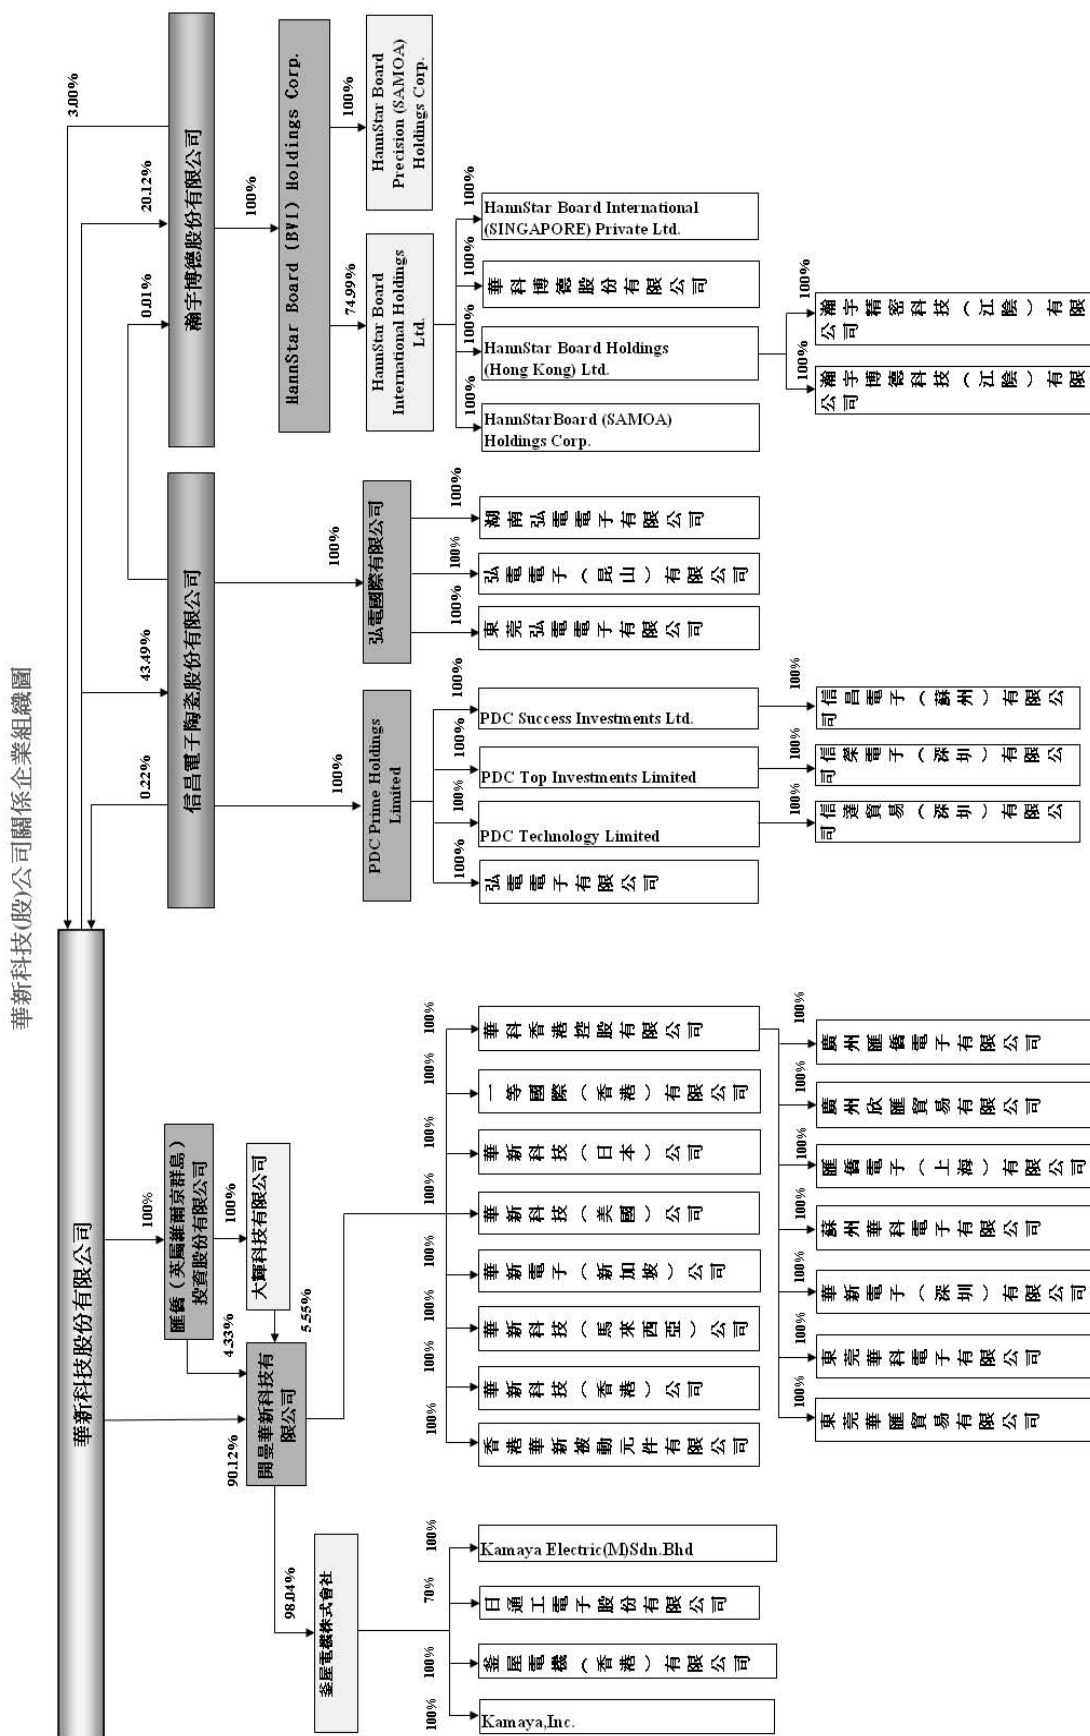 華新科技(股)公司關係企業組織圖
華新科技股份有限公司
90.12%
100%
0.22%
43.49%
0.01%
20.12%
3.00%
匯僑（英屬維爾京群島）
投資股份有限公司
信昌電子陶瓷股份有限公司
瀚宇博德股份有限公司
4.33%
100%
大輝科技有限公司
5.55%
開曼華新科技有
限公司
98.04%
釜屋電機株式會社
100%
PDC Prime Holdings
Limited
100%
弘電國際有限公司
100%
HannStar Board (BVI) Holdings Corp.
74.99%
HannStar Board
International Holdings
Ltd.
100%
HannStar Board
Precision (SAMOA)
Holdings Corp.
100%
Kamaya,Inc.
100%
釜屋電機（香港）有限公司
70%
日通工電子股份有限公司
100%
Kamaya Electric(M)Sdn.Bhd
100%
香港華新被動元件有限公司
100%
華新科技（香港）公司
100%
華新科技（馬來西亞）公司
100%
華新電子（新加坡）公司
100%
華新科技（美國）公司
100%
華新科技（日本）公司
100%
一等國際（香港）有限公司
100%
華科香港控股有限公司
100%
弘電電子有限公司
100%
PDC Technology Limited
100%
PDC Top Investments Limited
100%
PDC Success Investments Ltd.
100%
東莞弘電電子有限公司
100%
弘電電子（昆山）有限公司
100%
湖南弘電電子有限公司
100%
HannStarBoard (SAMOA)
Holdings Corp.
100%
HannStar Board Holdings
(Hong Kong) Ltd.
100%
華科博德股份有限公司
100%
HannStar Board International
(SINGAPORE) Private Ltd.
100%
東莞華匯貿易有限公司
100%
東莞華科電子有限公司
100%
華新電子（深圳）有限公司
100%
蘇州華科電子有限公司
100%
匯僑電子（上海）有限公司
100%
廣州欣匯貿易有限公司
100%
廣州匯僑電子有限公司
100%
信達貿易（深圳）有限公
司
100%
信榮電子（深圳）有限公
司
100%
信昌電子（蘇州）有限公
司
100%
瀚宇博德科技（江陰）有限
公司
100%
瀚宇精密科技（江陰）有限
公司